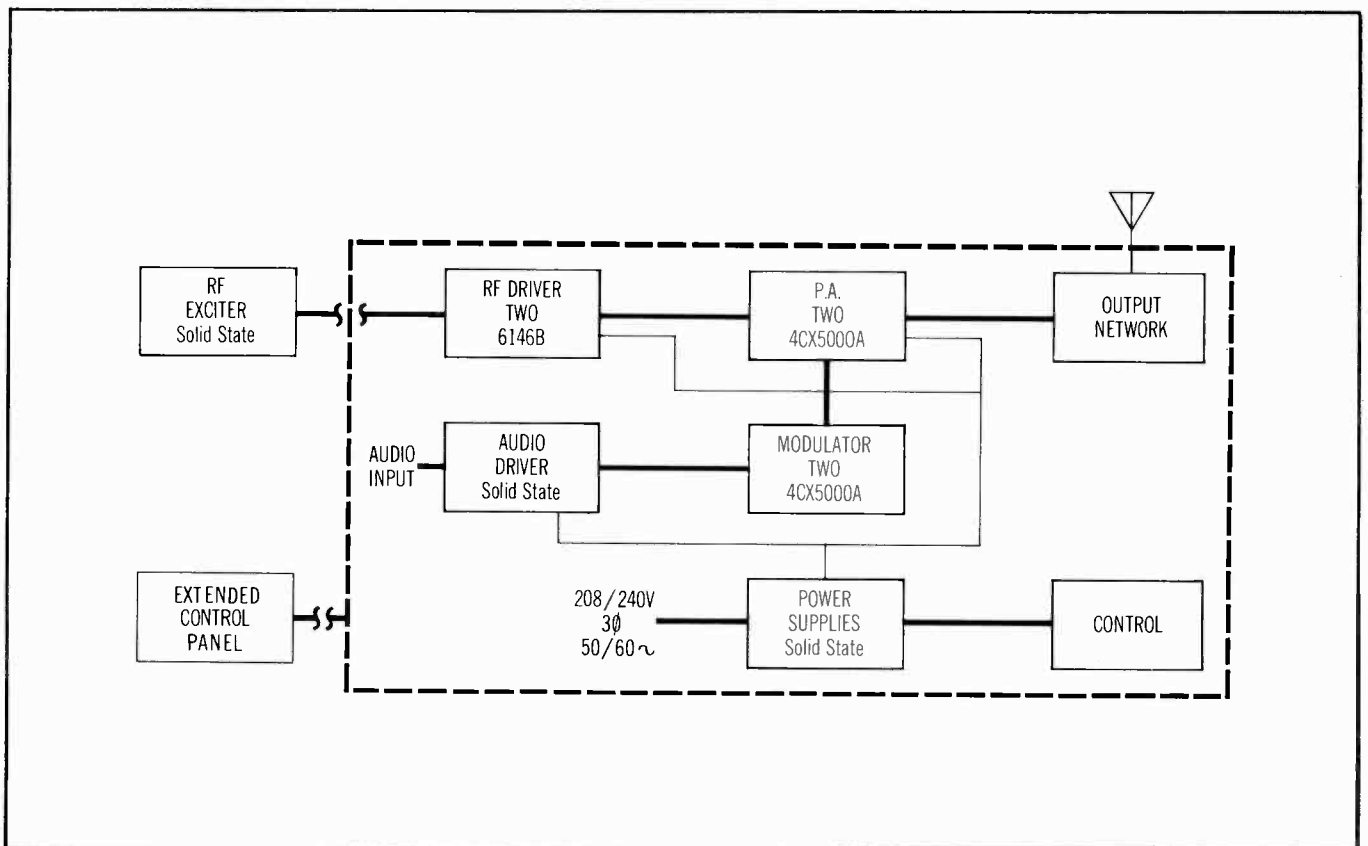 RF
EXCITER
Solid State
RF DRIVER
TWO
6146B
P.A.
TWO
4CX5000A
OUTPUT
NETWORK
AUDIO
INPUT
AUDIO
DRIVER
Solid State
MODULATOR
TWO
4CX5000A
EXTENDED
CONTROL
PANEL
208/240V
3Ø
50/60~
POWER
SUPPLIES
Solid State
CONTROL